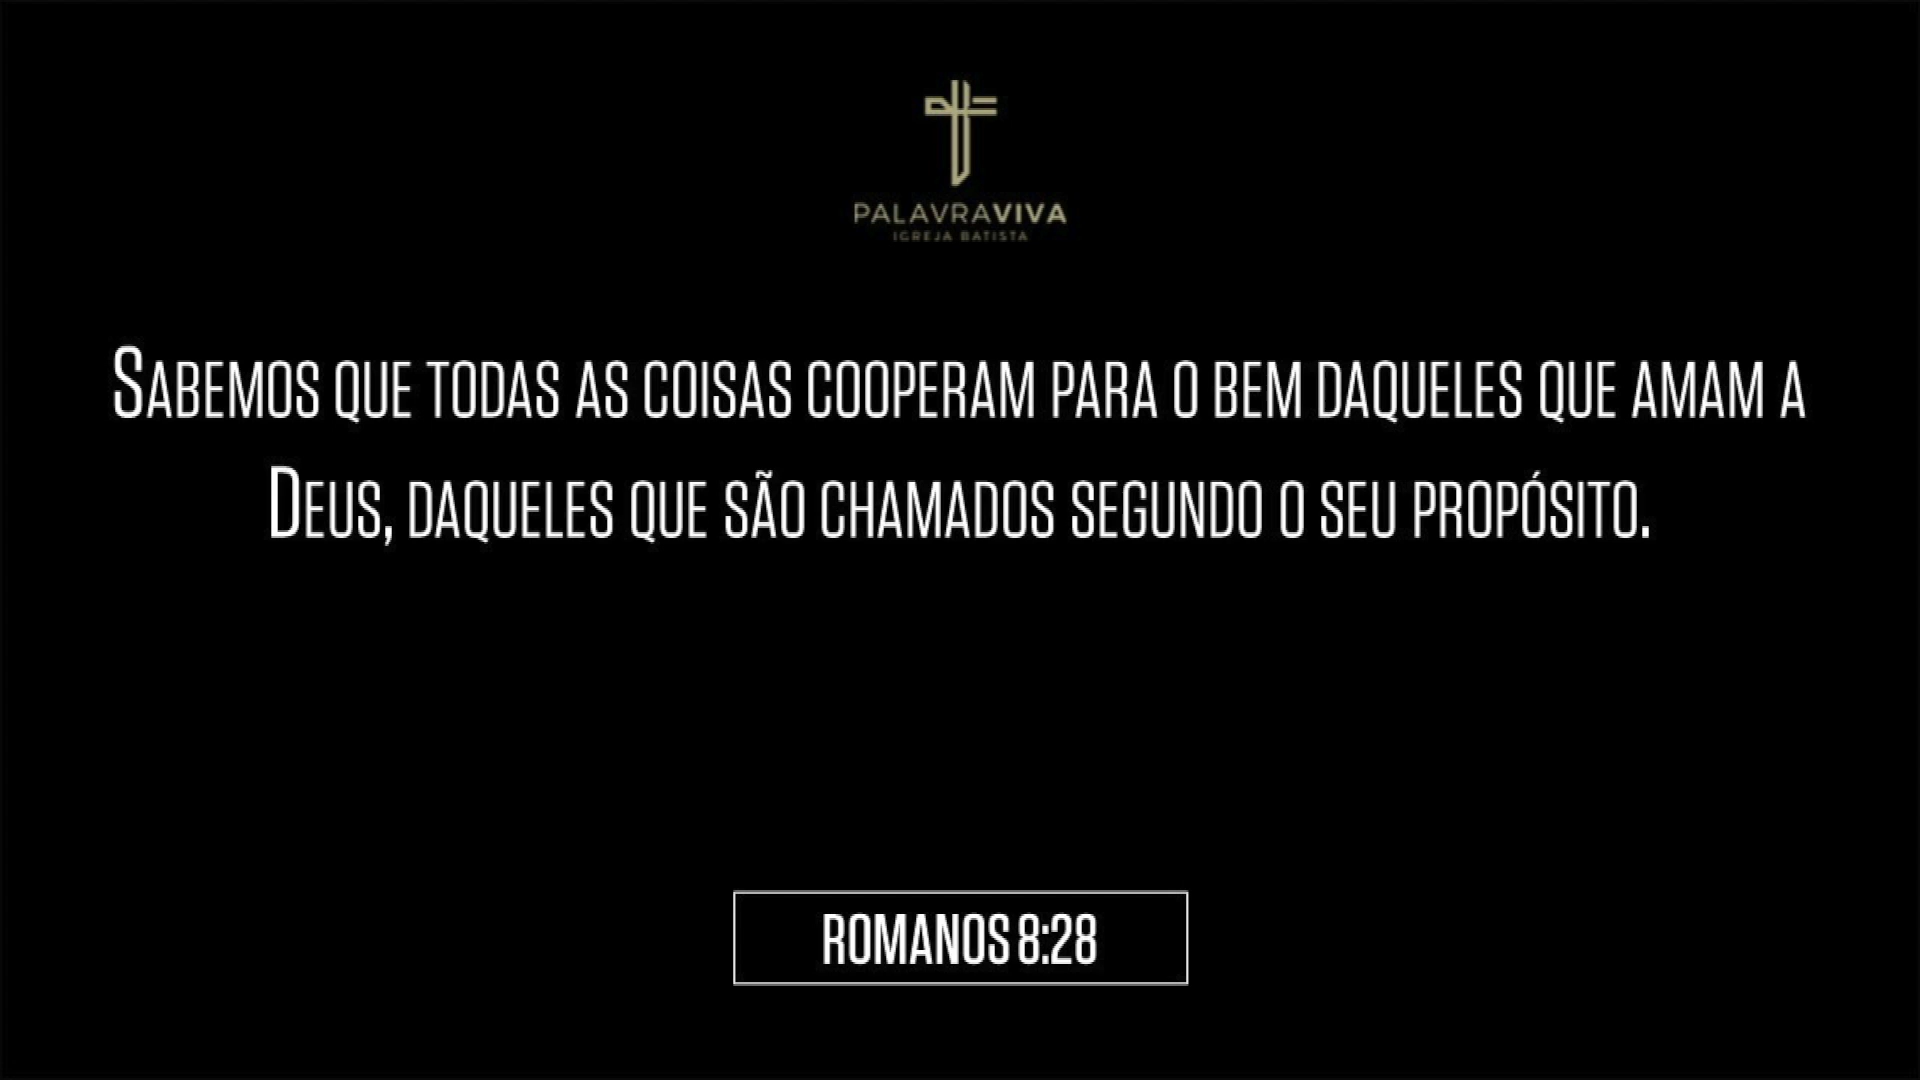 PALAVRAVIVA
IGREJA BATISTA
Sabemos que todas as coisas cooperam para o bem daqueles que amam a
Deus, daqueles que são chamados segundo o seu propósito.
ROMANOS 8:28